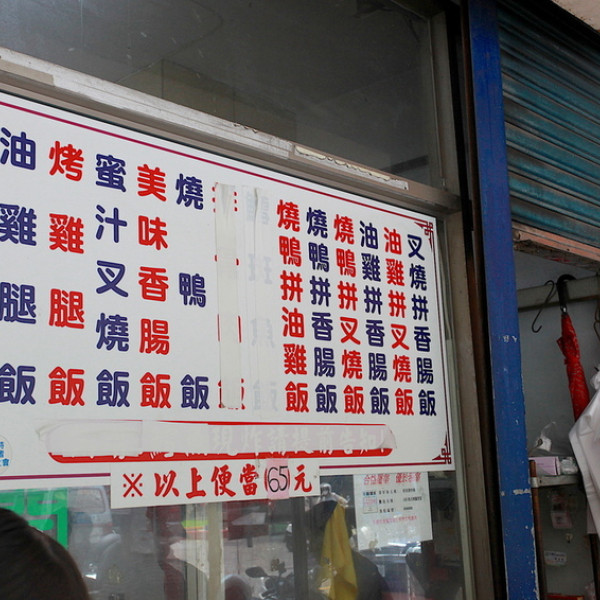 叉燒拼香腸飯
油雞拼叉燒飯
油雞拼香腸飯
燒鴨拼叉燒飯
燒鴨拼香腸飯
燒鴨拼油雞飯
燒鴨飯
美味香腸飯
蜜汁叉燒飯
烤雞腿飯
油雞腿飯
※以上便當65元